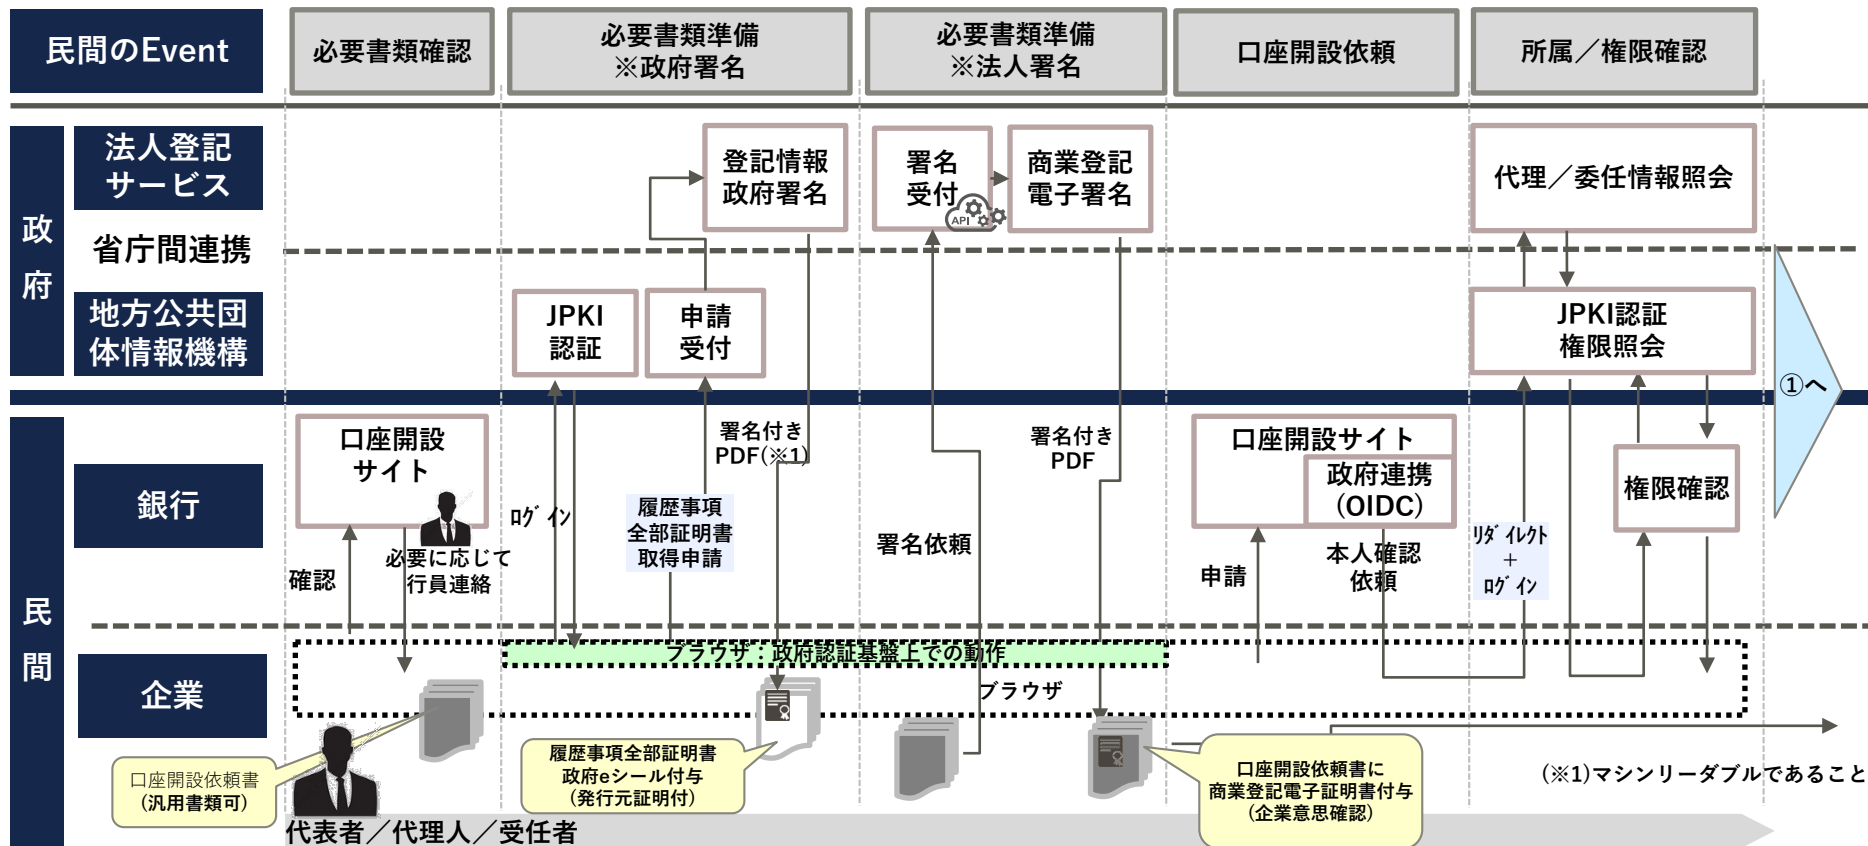 民間のEvent
必要書類確認
必要書類準備
※政府署名
必要書類準備
※法人署名
口座開設依頼
所属／権限確認
政
府
法人登記
サービス
登記情報
政府署名
署名
受付
API
商業登記
電子署名
代理／委任情報照会
省庁間連携
地方公共団
体情報機構
JPKI
認証
申請
受付
JPKI認証
権限照会
①へ
民
間
銀行
口座開設
サイト
確認
必要に応じて
行員連絡
ﾛｸﾞｲﾝ
履歴事項
全部証明書
取得申請
署名付き
PDF(※1)
署名依頼
署名付き
PDF
口座開設サイト
政府連携
(OIDC)
申請
本人確認
依頼
ﾘﾀﾞｲﾚｸﾄ
+
ﾛｸﾞｲﾝ
権限確認
企業
ブラウザ：政府認証基盤上での動作
ブラウザ
口座開設依頼書
(汎用書類可)
履歴事項全部証明書
政府eシール付与
(発行元証明付)
口座開設依頼書に
商業登記電子証明書付与
(企業意思確認)
(※1)マシンリーダブルであること
代表者／代理人／受任者